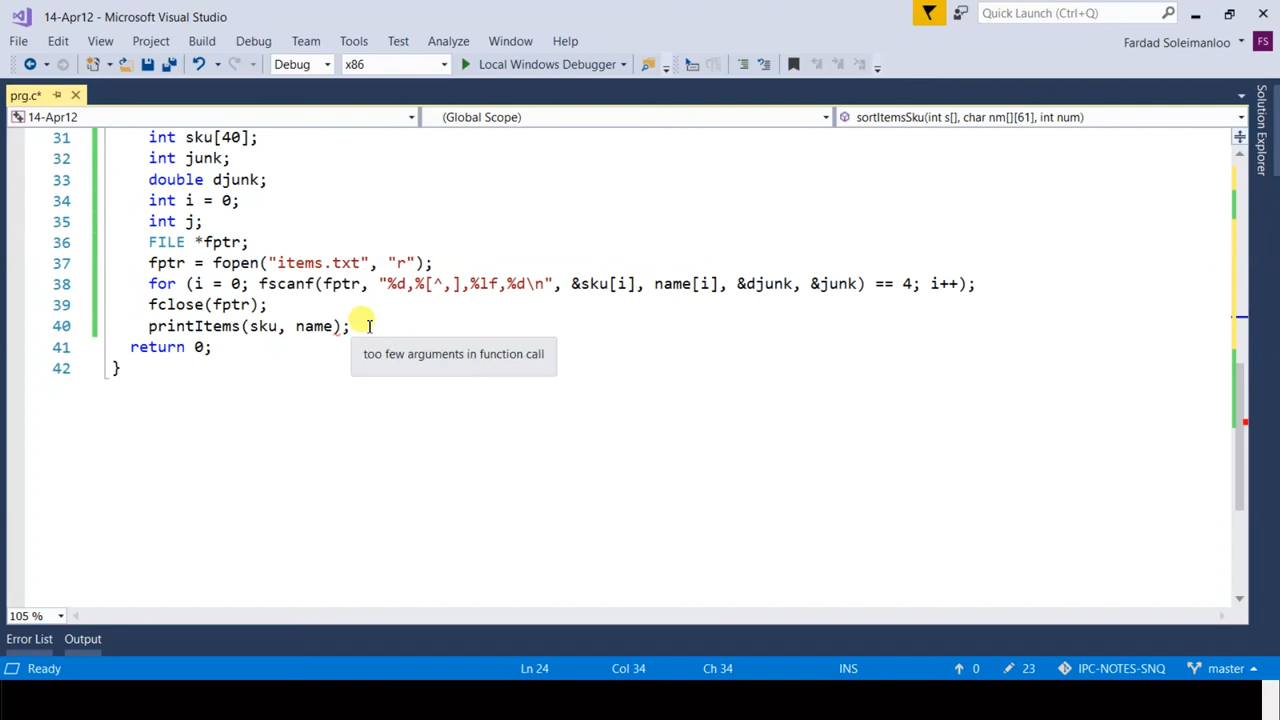 14-Apr12 - Microsoft Visual Studio
Quick Launch (Ctrl+Q)
File Edit View Project Build Debug Team Tools Test Analyze Window Help
Fardad Soleimanloo FS
Debug x86 Local Windows Debugger
prg.c*
14-Apr12 (Global Scope) sortItemsSku(int s[], char nm[][61], int num)
31 int sku[40];
32 int junk;
33 double djunk;
34 int i = 0;
35 int j;
36 FILE *fptr;
37 fptr = fopen("items.txt", "r");
38 for (i = 0; fscanf(fptr, "%d,%[^,],%lf,%d\n", &sku[i], name[i], &djunk, &junk) == 4; i++);
39 fclose(fptr);
40 printItems(sku, name);
too few arguments in function call
41 return 0;
42 }
Solution Explorer
105 %
Error List Output
Ready Ln 24 Col 34 Ch 34 INS 0 23 IPC-NOTES-SNQ master